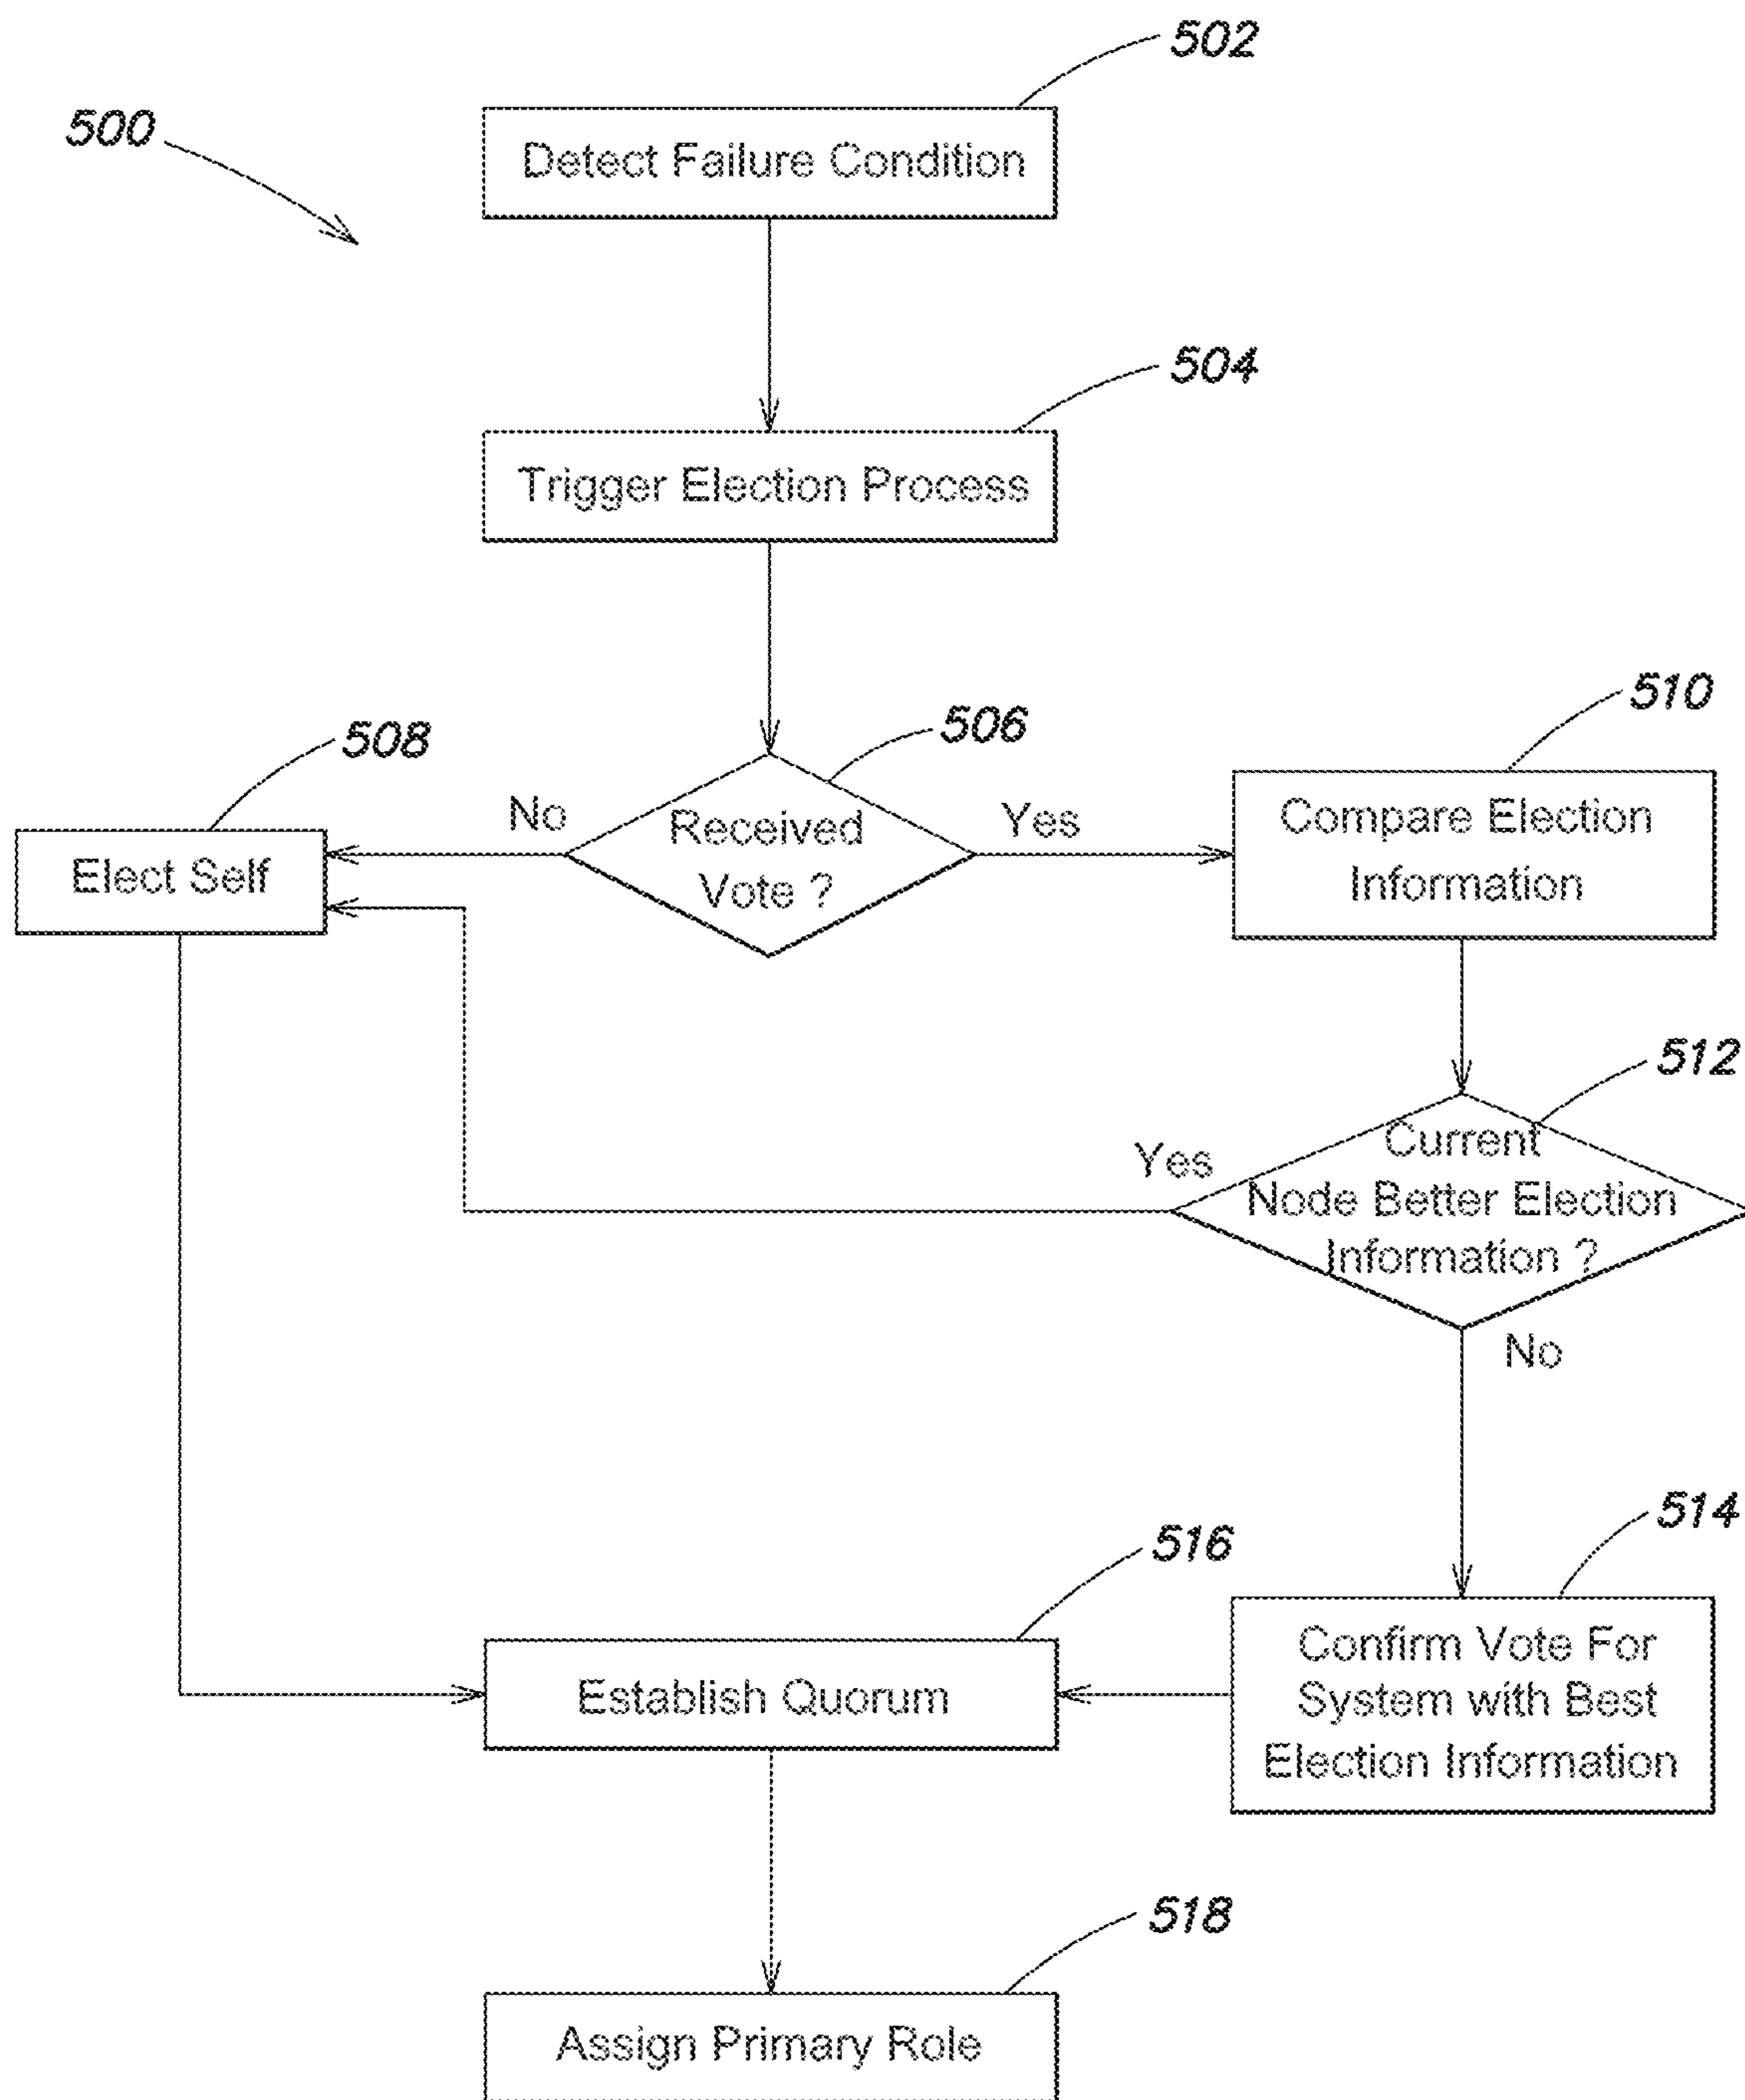 502
500
Detect Failure Condition
504
Trigger Election Process
510
506
508
No
Received
Vote ?
Yes
Compare Election
Information
Elect Self
512
Yes
Current
Node Better Election
Information ?
No
514
516
Confirm Vote For
System with Best
Election Information
Establish Quorum
518
Assign Primary Role